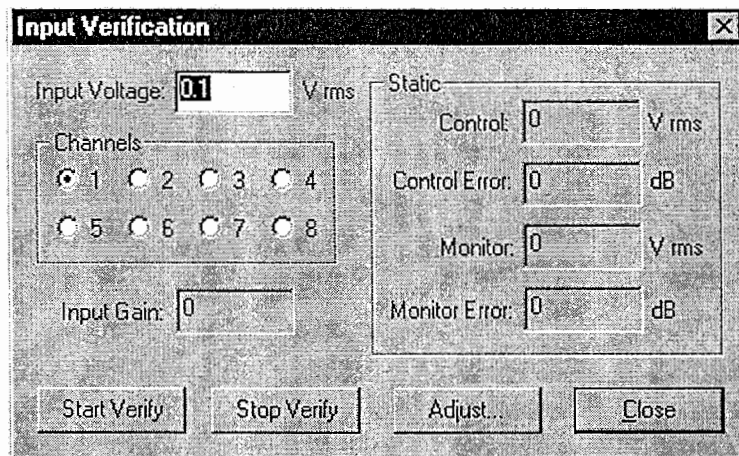 Input Verification
Input Voltage: 0.1 V rms
Channels
1 2 3 4
5 6 7 8
Input Gain: 0
Static
Control: 0 V rms
Control Error: 0 dB
Monitor: 0 V rms
Monitor Error: 0 dB
Start Verify Stop Verify Adjust... Close